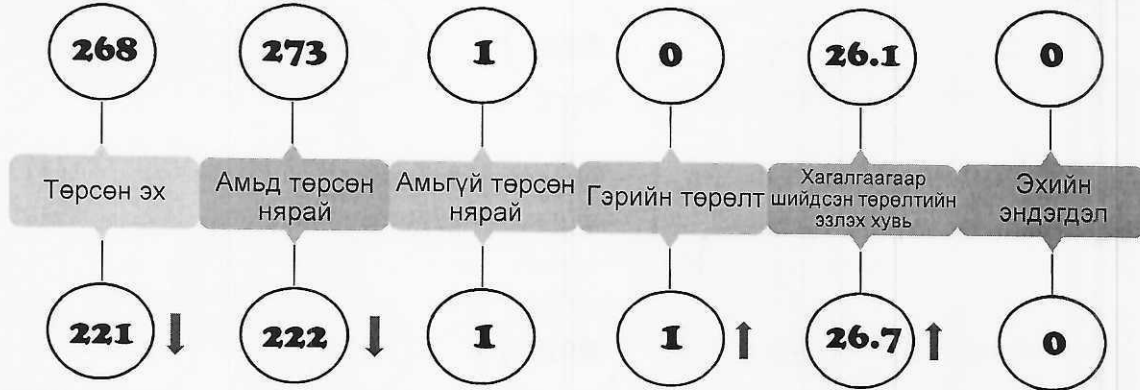 268
273
1
0
26.1
0
Төрсөн эх
Амьд төрсөн
нярай
Амьгүй төрсөн
нярай
Гэрийн төрөлт
Хагалгаагаар
шийдсэн төрөлтийн
эзлэх хувь
Эхийн
эндэгдэл
221
222
1
1
26.7
0